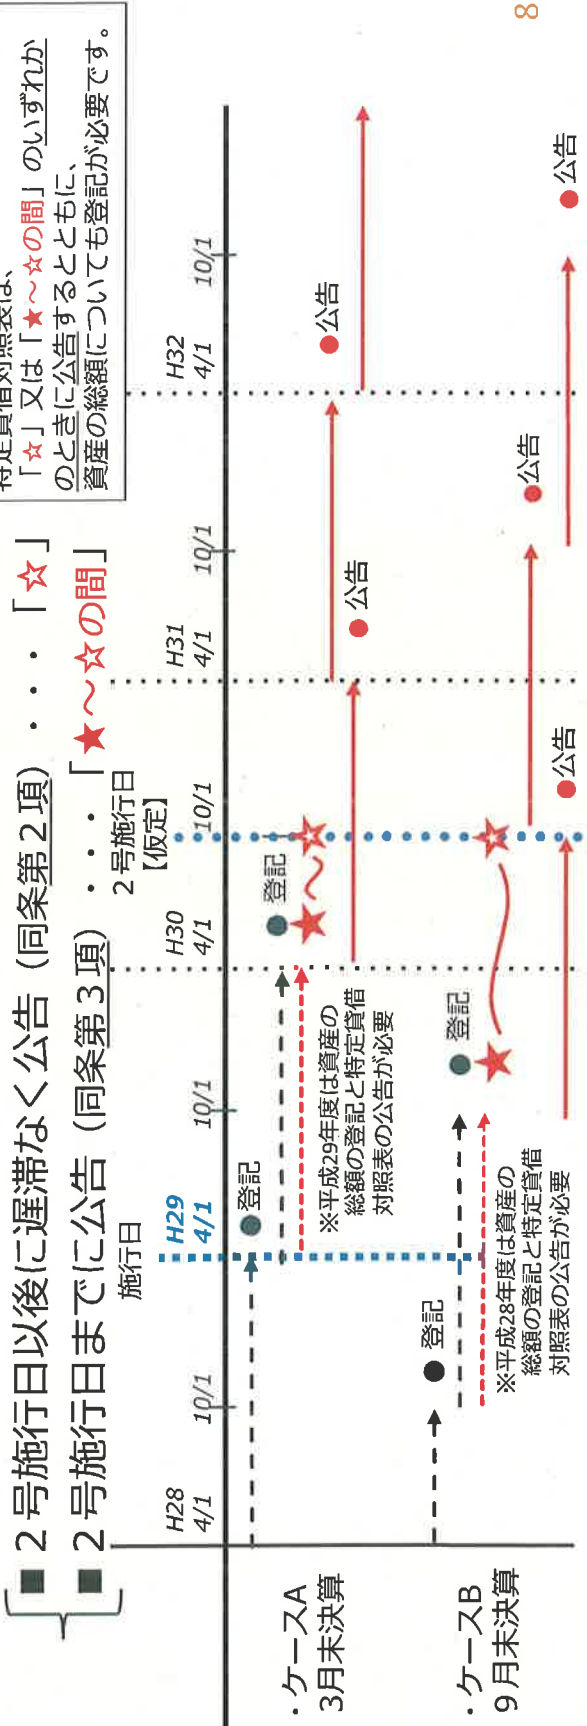 特定貸借対照表は、
「☆」又は「★～☆の間」のいずれか
のときに公告するとともに、
資産の総額についても登記が必要です。
■ 2号施行日以後に遅滞なく公告（同条第2項）・・・「☆」
■ 2号施行日までに公告（同条第3項）・・・「★～☆の間」
施行日
2号施行日
【仮定】
H28
4/1
10/1
H29
4/1
10/1
H30
4/1
10/1
H31
4/1
10/1
H32
4/1
10/1
・ケースA
3月末決算
登記
登記
※平成29年度は資産の
総額の登記と特定貸借
対照表の公告が必要
公告
公告
・ケースB
9月末決算
登記
登記
※平成28年度は資産の
総額の登記と特定貸借
対照表の公告が必要
公告
公告
公告
8